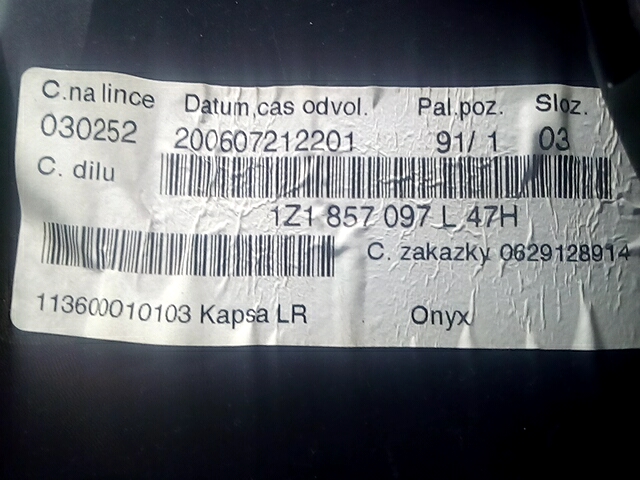 C.na lince Datum,cas odvol. Pal.poz. Sloz.
030252 200607212201 91/1 03
C. dilu
1Z1 857 097 L 47H
C. zakazky 0629128914
113600010103 Kapsa LR Onyx